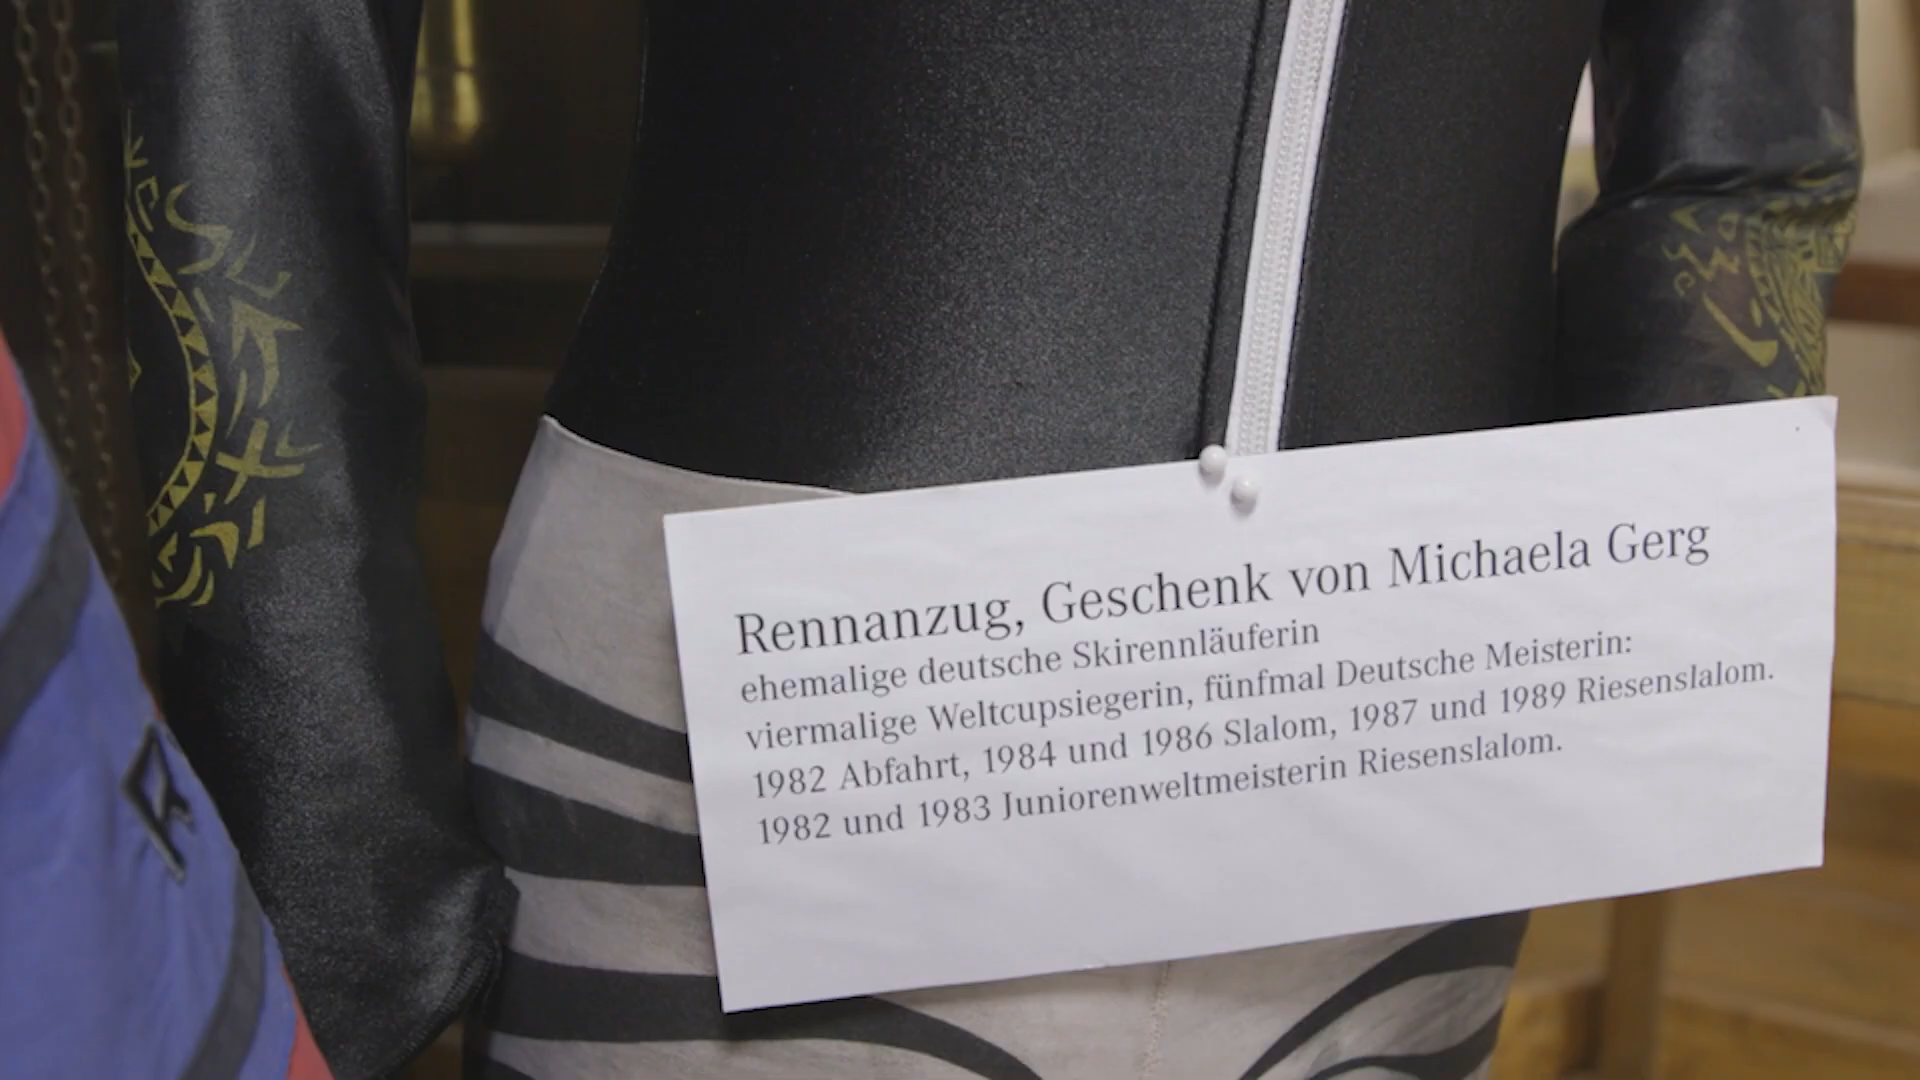 Rennanzug, Geschenk von Michaela Gerg
ehemalige deutsche Skirennläuferin
viermalige Weltcupsiegerin, fünfmal Deutsche Meisterin:
1982 Abfahrt, 1984 und 1986 Slalom, 1987 und 1989 Riesenslalom.
1982 und 1983 Juniorenweltmeisterin Riesenslalom.